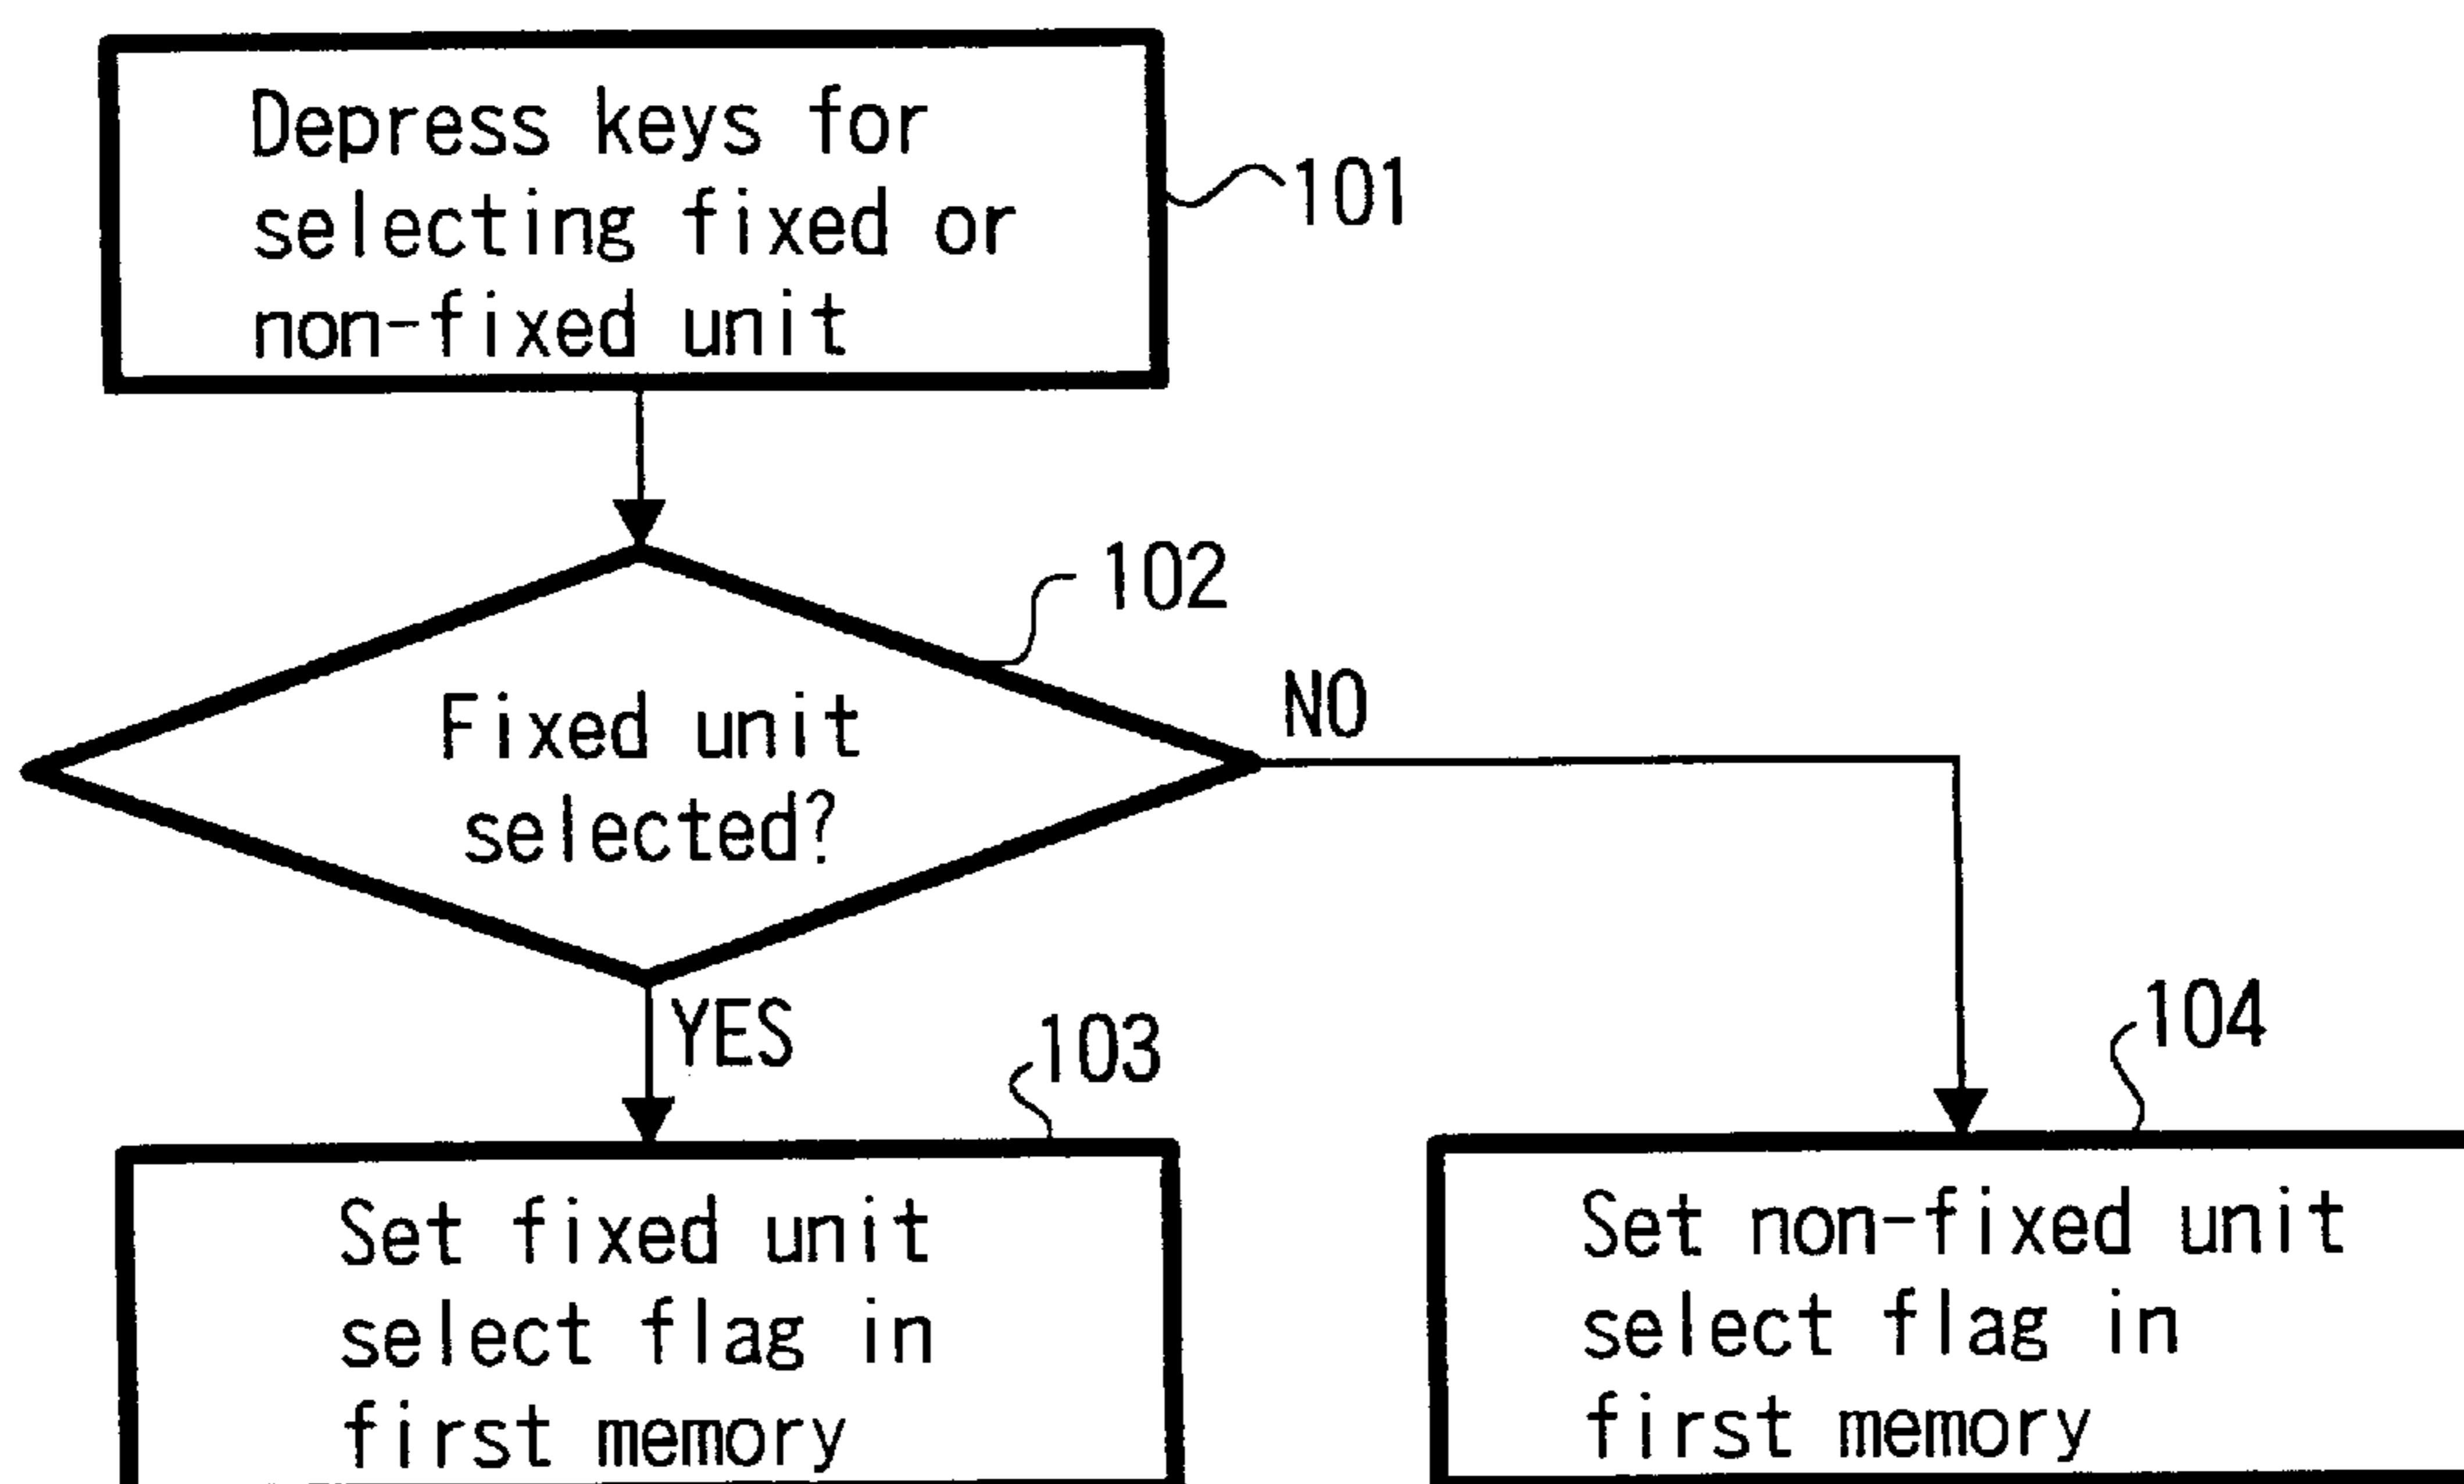 Depress keys for
selecting fixed or
non-fixed unit
101
102
Fixed unit
selected?
NO
YES
103
Set fixed unit
select flag in
first memory
104
Set non-fixed unit
select flag in
first memory